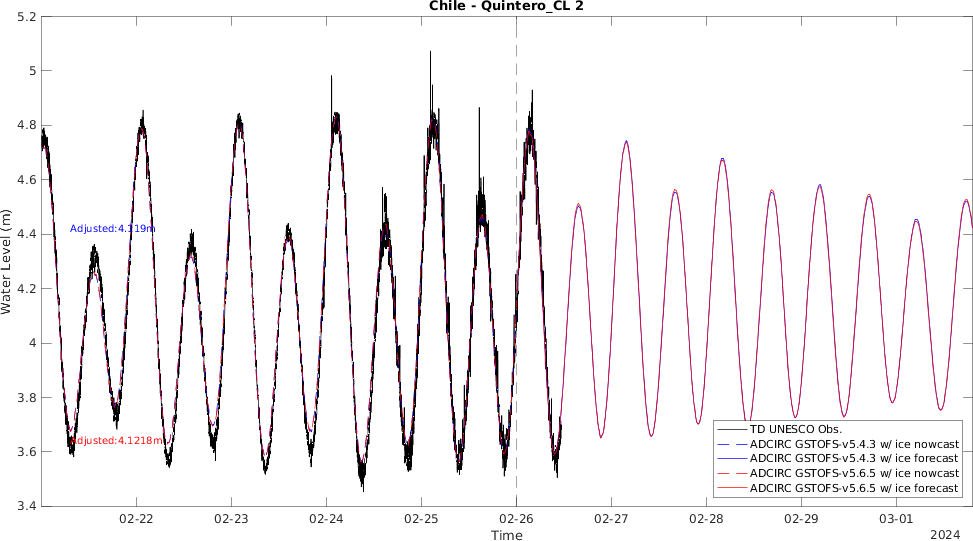 Chile - Quintero_CL 2
5.2
5
4.8
4.6
4.4
4.2
4
3.8
3.6
3.4
Water Level (m)
Adjusted:4.119m
Adjusted:4.1218m
TD UNESCO Obs.
ADCIRC GSTOFS-v5.4.3 w/ ice nowcast
ADCIRC GSTOFS-v5.4.3 w/ ice forecast
ADCIRC GSTOFS-v5.6.5 w/ ice nowcast
ADCIRC GSTOFS-v5.6.5 w/ ice forecast
02-22 02-23 02-24 02-25 02-26 02-27 02-28 02-29 03-01
Time
2024